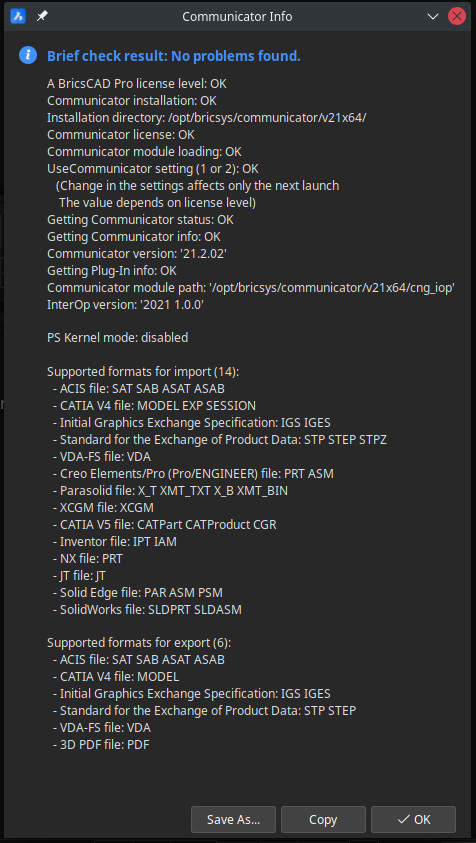 Communicator Info
Brief check result: No problems found.
A BricsCAD Pro license level: OK
Communicator installation: OK
Installation directory: /opt/bricsys/communicator/v21x64/
Communicator license: OK
Communicator module loading: OK
UseCommunicator setting (1 or 2): OK
(Change in the settings affects only the next launch
The value depends on license level)
Getting Communicator status: OK
Getting Communicator info: OK
Communicator version: '21.2.02'
Getting Plug-In info: OK
Communicator module path: '/opt/bricsys/communicator/v21x64/cng_iop'
InterOp version: '2021 1.0.0'
PS Kernel mode: disabled
Supported formats for import (14):
- ACIS file: SAT SAB ASAT ASAB
- CATIA V4 file: MODEL EXP SESSION
- Initial Graphics Exchange Specification: IGS IGES
- Standard for the Exchange of Product Data: STP STEP STPZ
- VDA-FS file: VDA
- Creo Elements/Pro (Pro/ENGINEER) file: PRT ASM
- Parasolid file: X_T XMT_TXT X_B XMT_BIN
- XCGM file: XCGM
- CATIA V5 file: CATPart CATProduct CGR
- Inventor file: IPT IAM
- NX file: PRT
- JT file: JT
- Solid Edge file: PAR ASM PSM
- SolidWorks file: SLDPRT SLDASM
Supported formats for export (6):
- ACIS file: SAT SAB ASAT ASAB
- CATIA V4 file: MODEL
- Initial Graphics Exchange Specification: IGS IGES
- Standard for the Exchange of Product Data: STP STEP
- VDA-FS file: VDA
- 3D PDF file: PDF
Save As... Copy OK